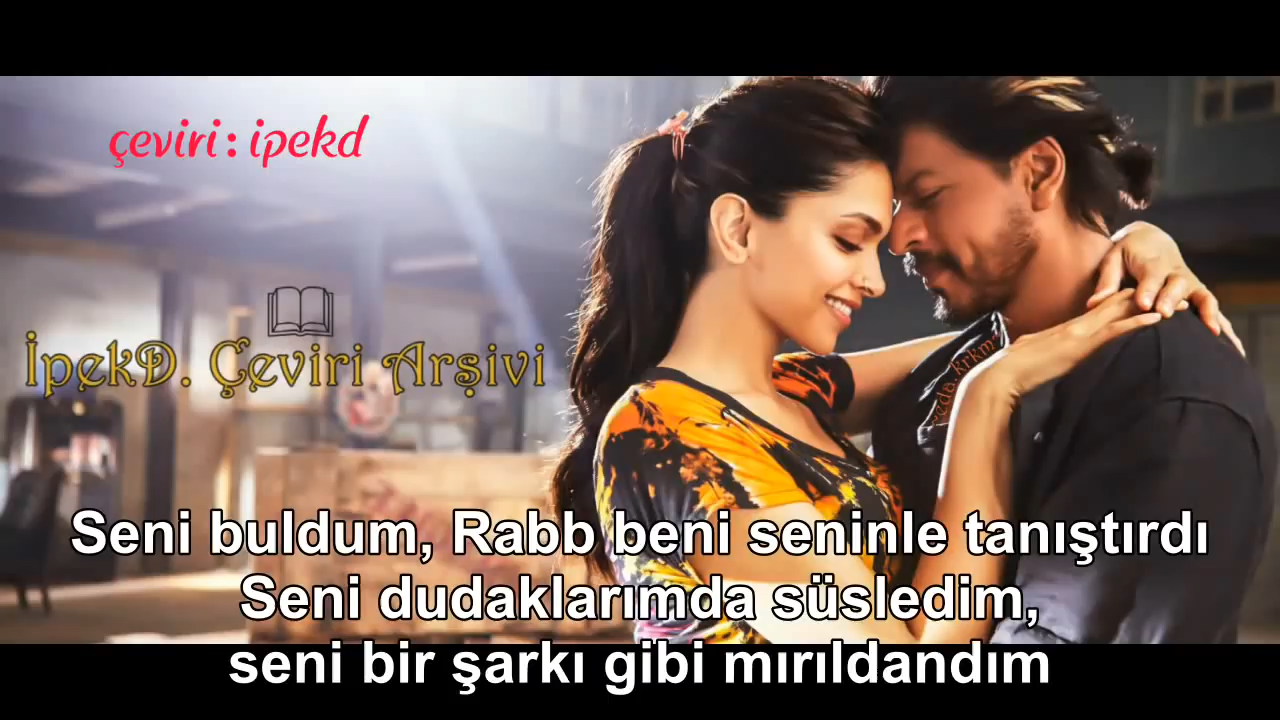 çeviri : ipekd
İpekD. Çeviri Arşivi
Seni buldum, Rabb beni seninle tanıştırdı
Seni dudaklarımda süsledim,
seni bir şarkı gibi mırıldandım